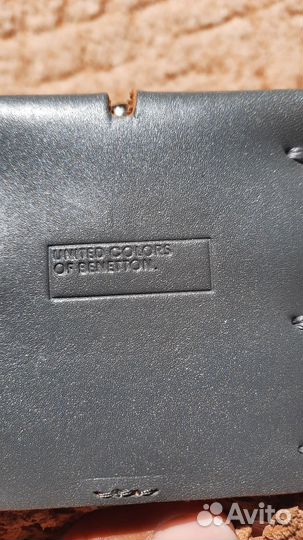 UNITED COLORS
OF BENETTON.
Avito